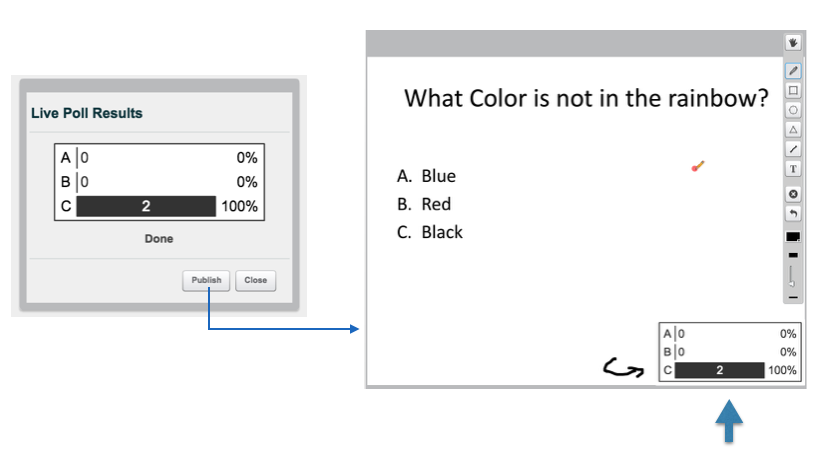 Live Poll Results
A 0 0%
B 0 0%
C 2 100%
Done
Publish Close
What Color is not in the rainbow?
A. Blue
B. Red
C. Black
T
A 0 0%
B 0 0%
C 2 100%